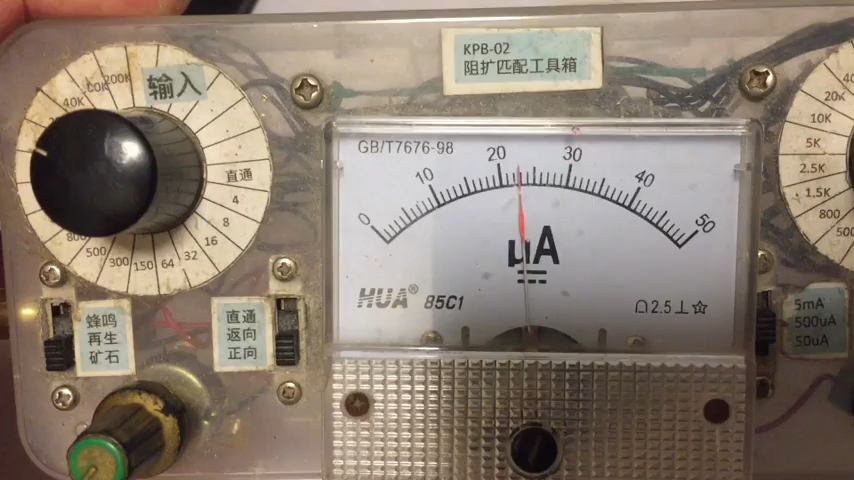 KPB-02
阻扩匹配工具箱
输入
200K
40K
直通
4
8
16
32
64
150
300
500
800
GB/T7676-98
0
10
20
30
40
50
μA
HUA® 85C1
2.5
蜂鸣
再生
矿石
直通
返向
正向
40
20K
10K
5K
2.5K
1.5K
800
500
5mA
500uA
50uA